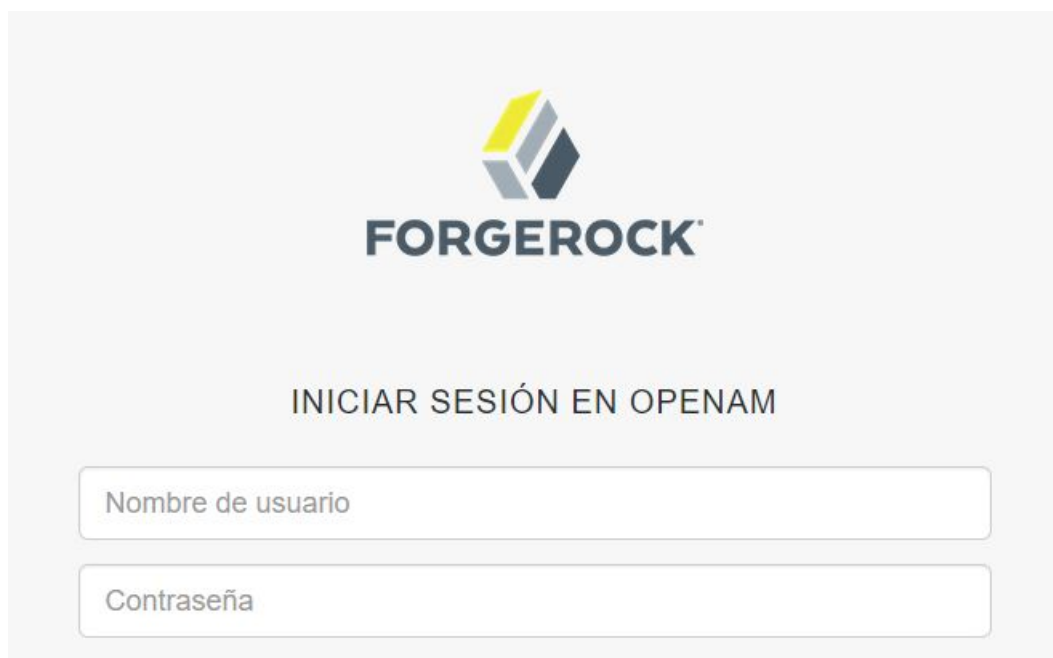 FORGEROCK
INICIAR SESIÓN EN OPENAM
Nombre de usuario
Contraseña